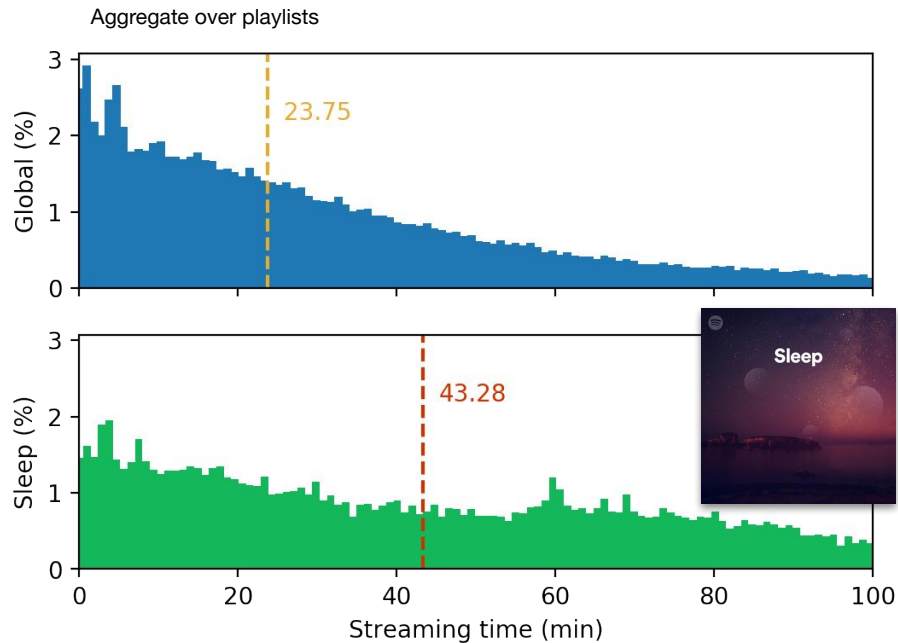 Aggregate over playlists
3
2
1
0
Global (%)
23.75
3
2
1
0
Sleep (%)
43.28
Sleep
0 20 40 60 80 100
Streaming time (min)